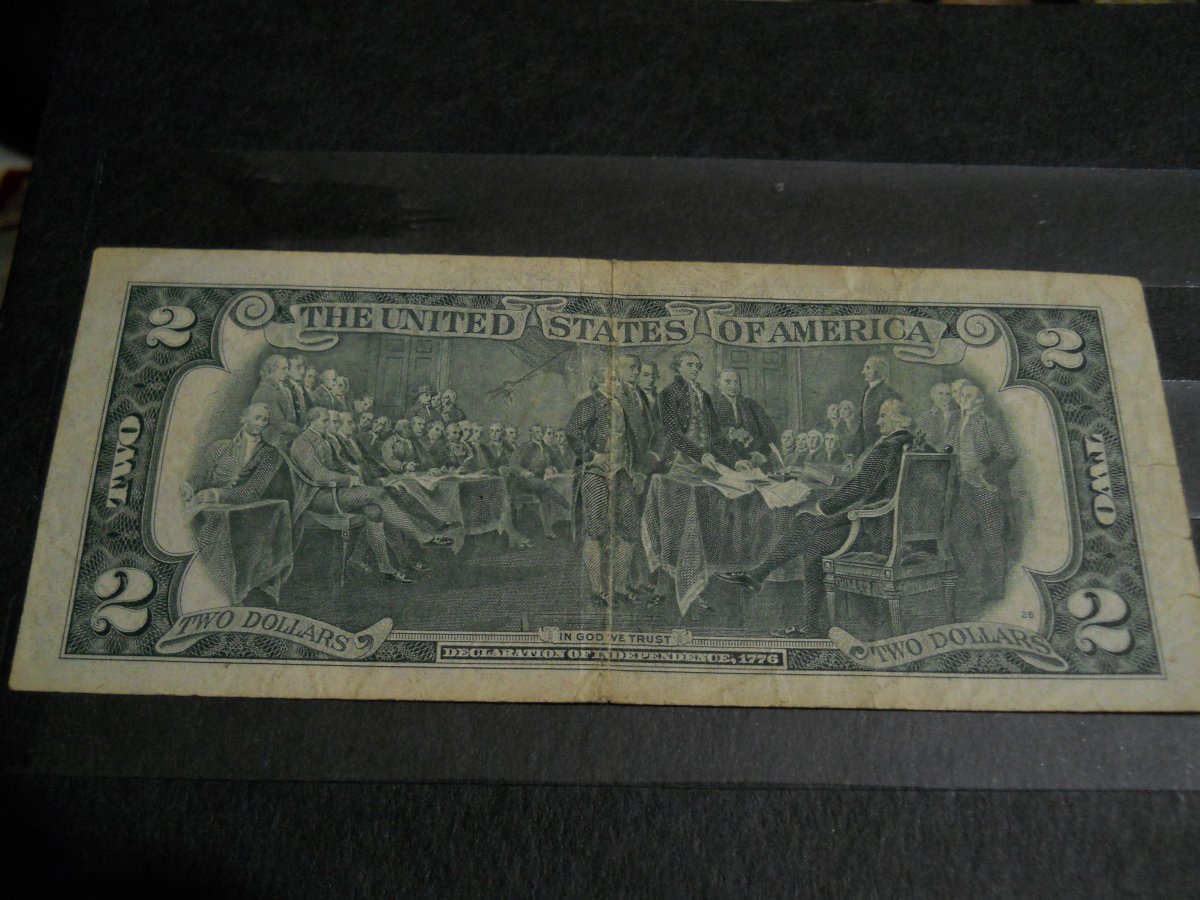 2 THE UNITED STATES OF AMERICA 2
TWO TWO
2 26 2
TWO DOLLARS IN GOD WE TRUST TWO DOLLARS
DECLARATION OF INDEPENDENCE, 1776